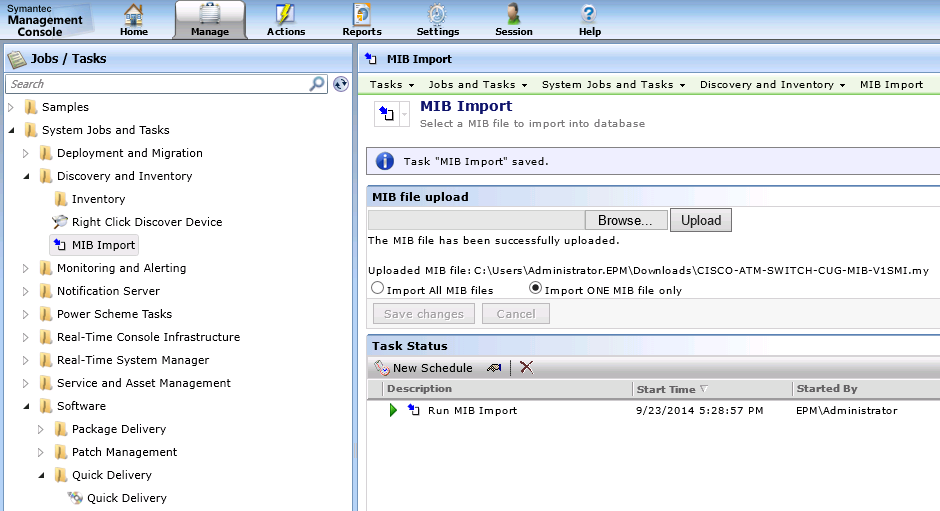 Symantec
Management
Console
Home
Manage
Actions
Reports
Settings
Session
Help
Jobs / Tasks
Search
Samples
System Jobs and Tasks
Deployment and Migration
Discovery and Inventory
Inventory
Right Click Discover Device
MIB Import
Monitoring and Alerting
Notification Server
Power Scheme Tasks
Real-Time Console Infrastructure
Real-Time System Manager
Service and Asset Management
Software
Package Delivery
Patch Management
Quick Delivery
Quick Delivery
MIB Import
Tasks Jobs and Tasks System Jobs and Tasks Discovery and Inventory MIB Import
MIB Import
Select a MIB file to import into database
Task "MIB Import" saved.
MIB file upload
Browse... Upload
The MIB file has been successfully uploaded.
Uploaded MIB file: C:\Users\Administrator.EPM\Downloads\CISCO-ATM-SWITCH-CUG-MIB-V1SMI.my
Import All MIB files Import ONE MIB file only
Save changes Cancel
Task Status
New Schedule
Description Start Time Started By
Run MIB Import 9/23/2014 5:28:57 PM EPM\Administrator